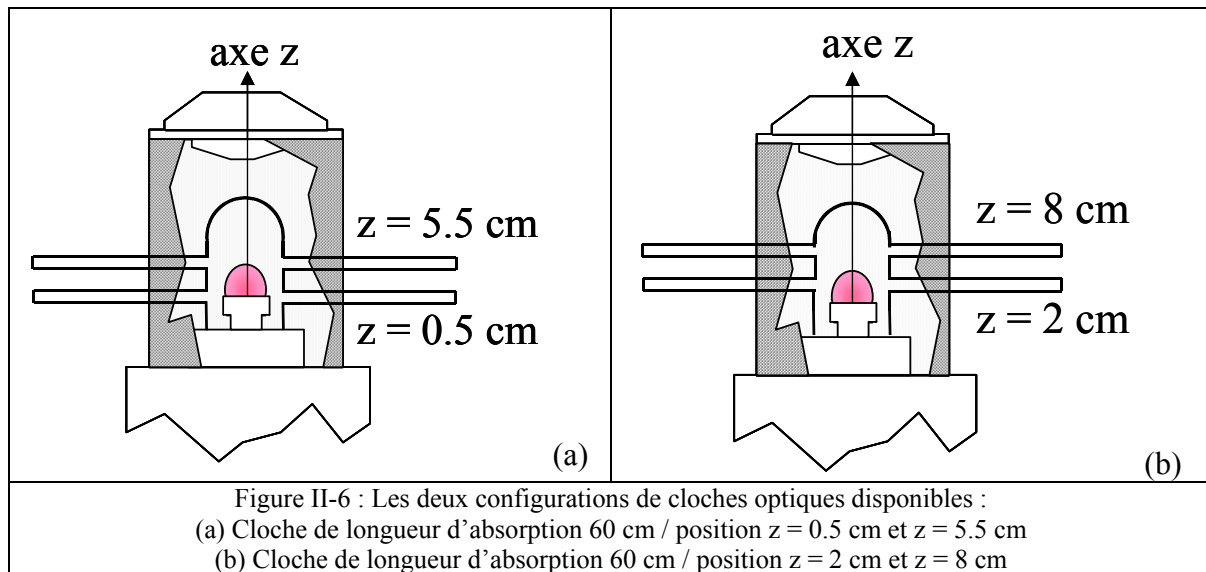 axe z
z = 5.5 cm
z = 0.5 cm
(a)
axe z
z = 8 cm
z = 2 cm
(b)
Figure II-6 : Les deux configurations de cloches optiques disponibles :
(a) Cloche de longueur d’absorption 60 cm / position z = 0.5 cm et z = 5.5 cm
(b) Cloche de longueur d’absorption 60 cm / position z = 2 cm et z = 8 cm